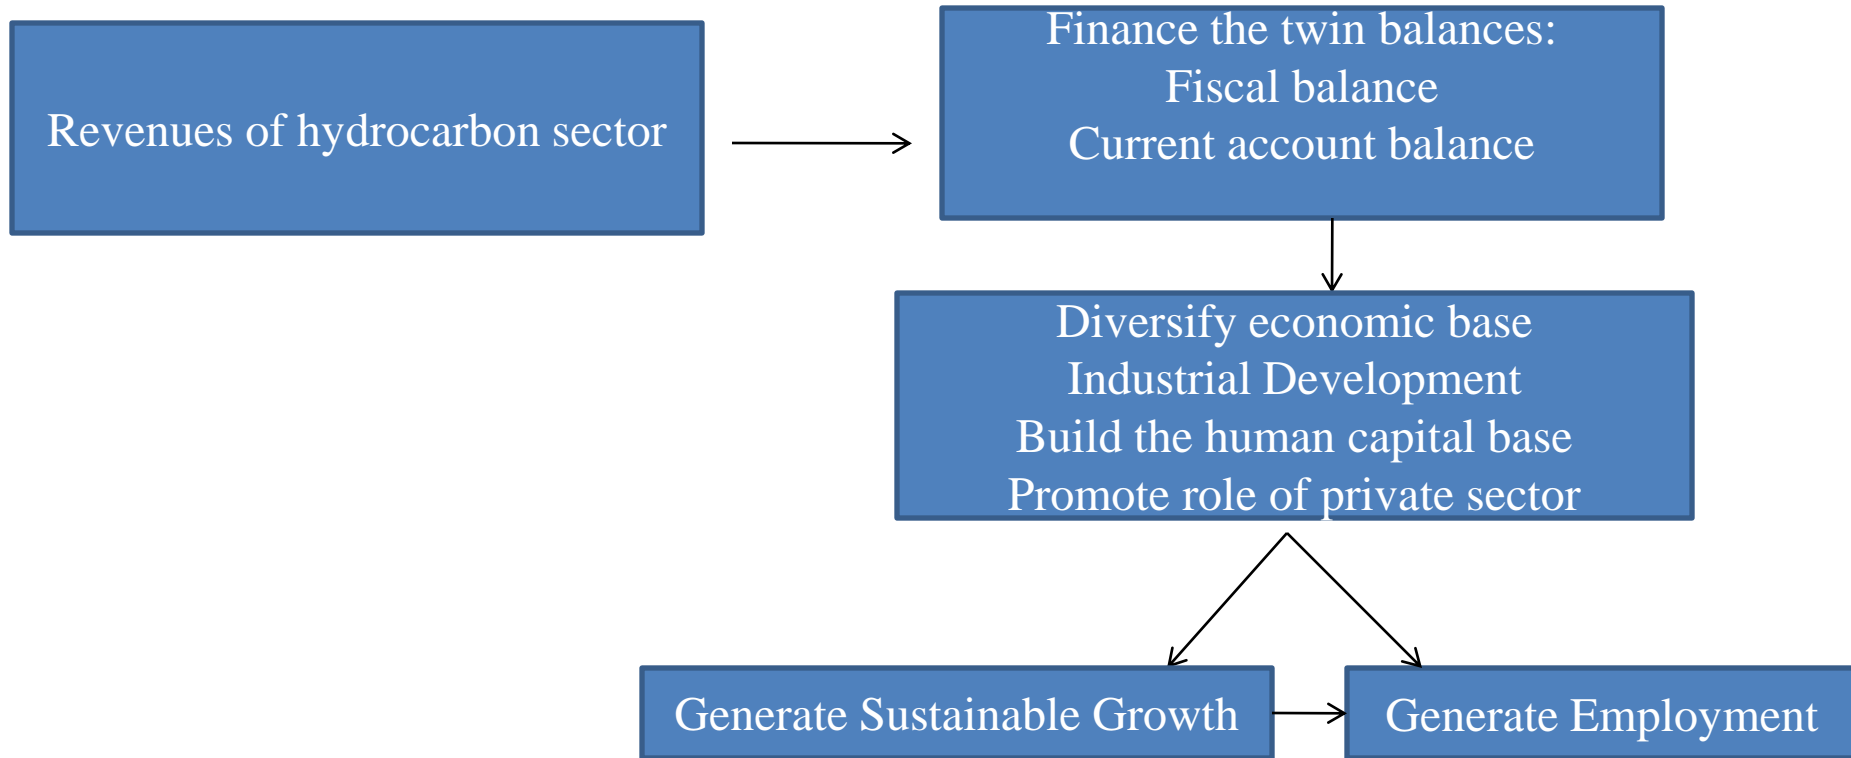 Revenues of hydrocarbon sector
Finance the twin balances:
Fiscal balance
Current account balance
Diversify economic base
Industrial Development
Build the human capital base
Promote role of private sector
Generate Sustainable Growth
Generate Employment